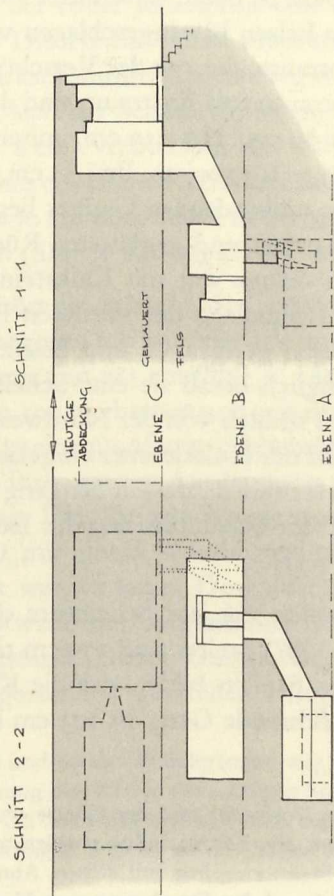 SCHNITT 1-1
SCHNITT 2-2
HEUTIGE
ABDECKUNG
EBENE C
GEMAUERT
FELS
EBENE B
EBENE A